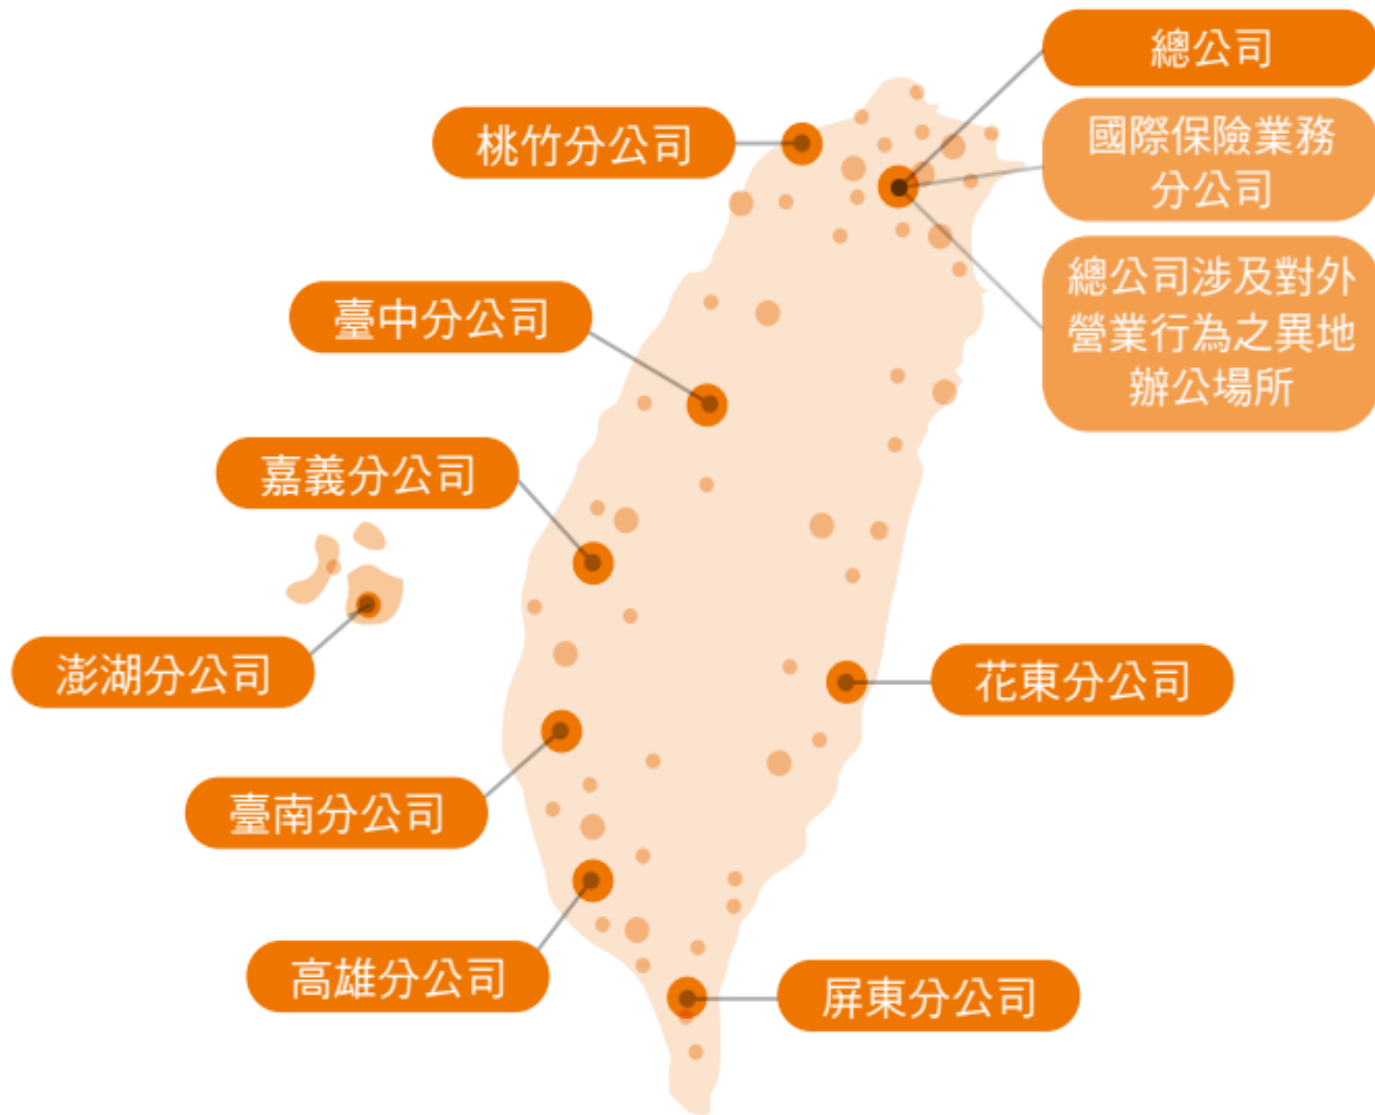 總公司
桃竹分公司
國際保險業務
分公司
總公司涉及對外
營業行為之異地
辦公場所
臺中分公司
嘉義分公司
澎湖分公司
花東分公司
臺南分公司
高雄分公司
屏東分公司